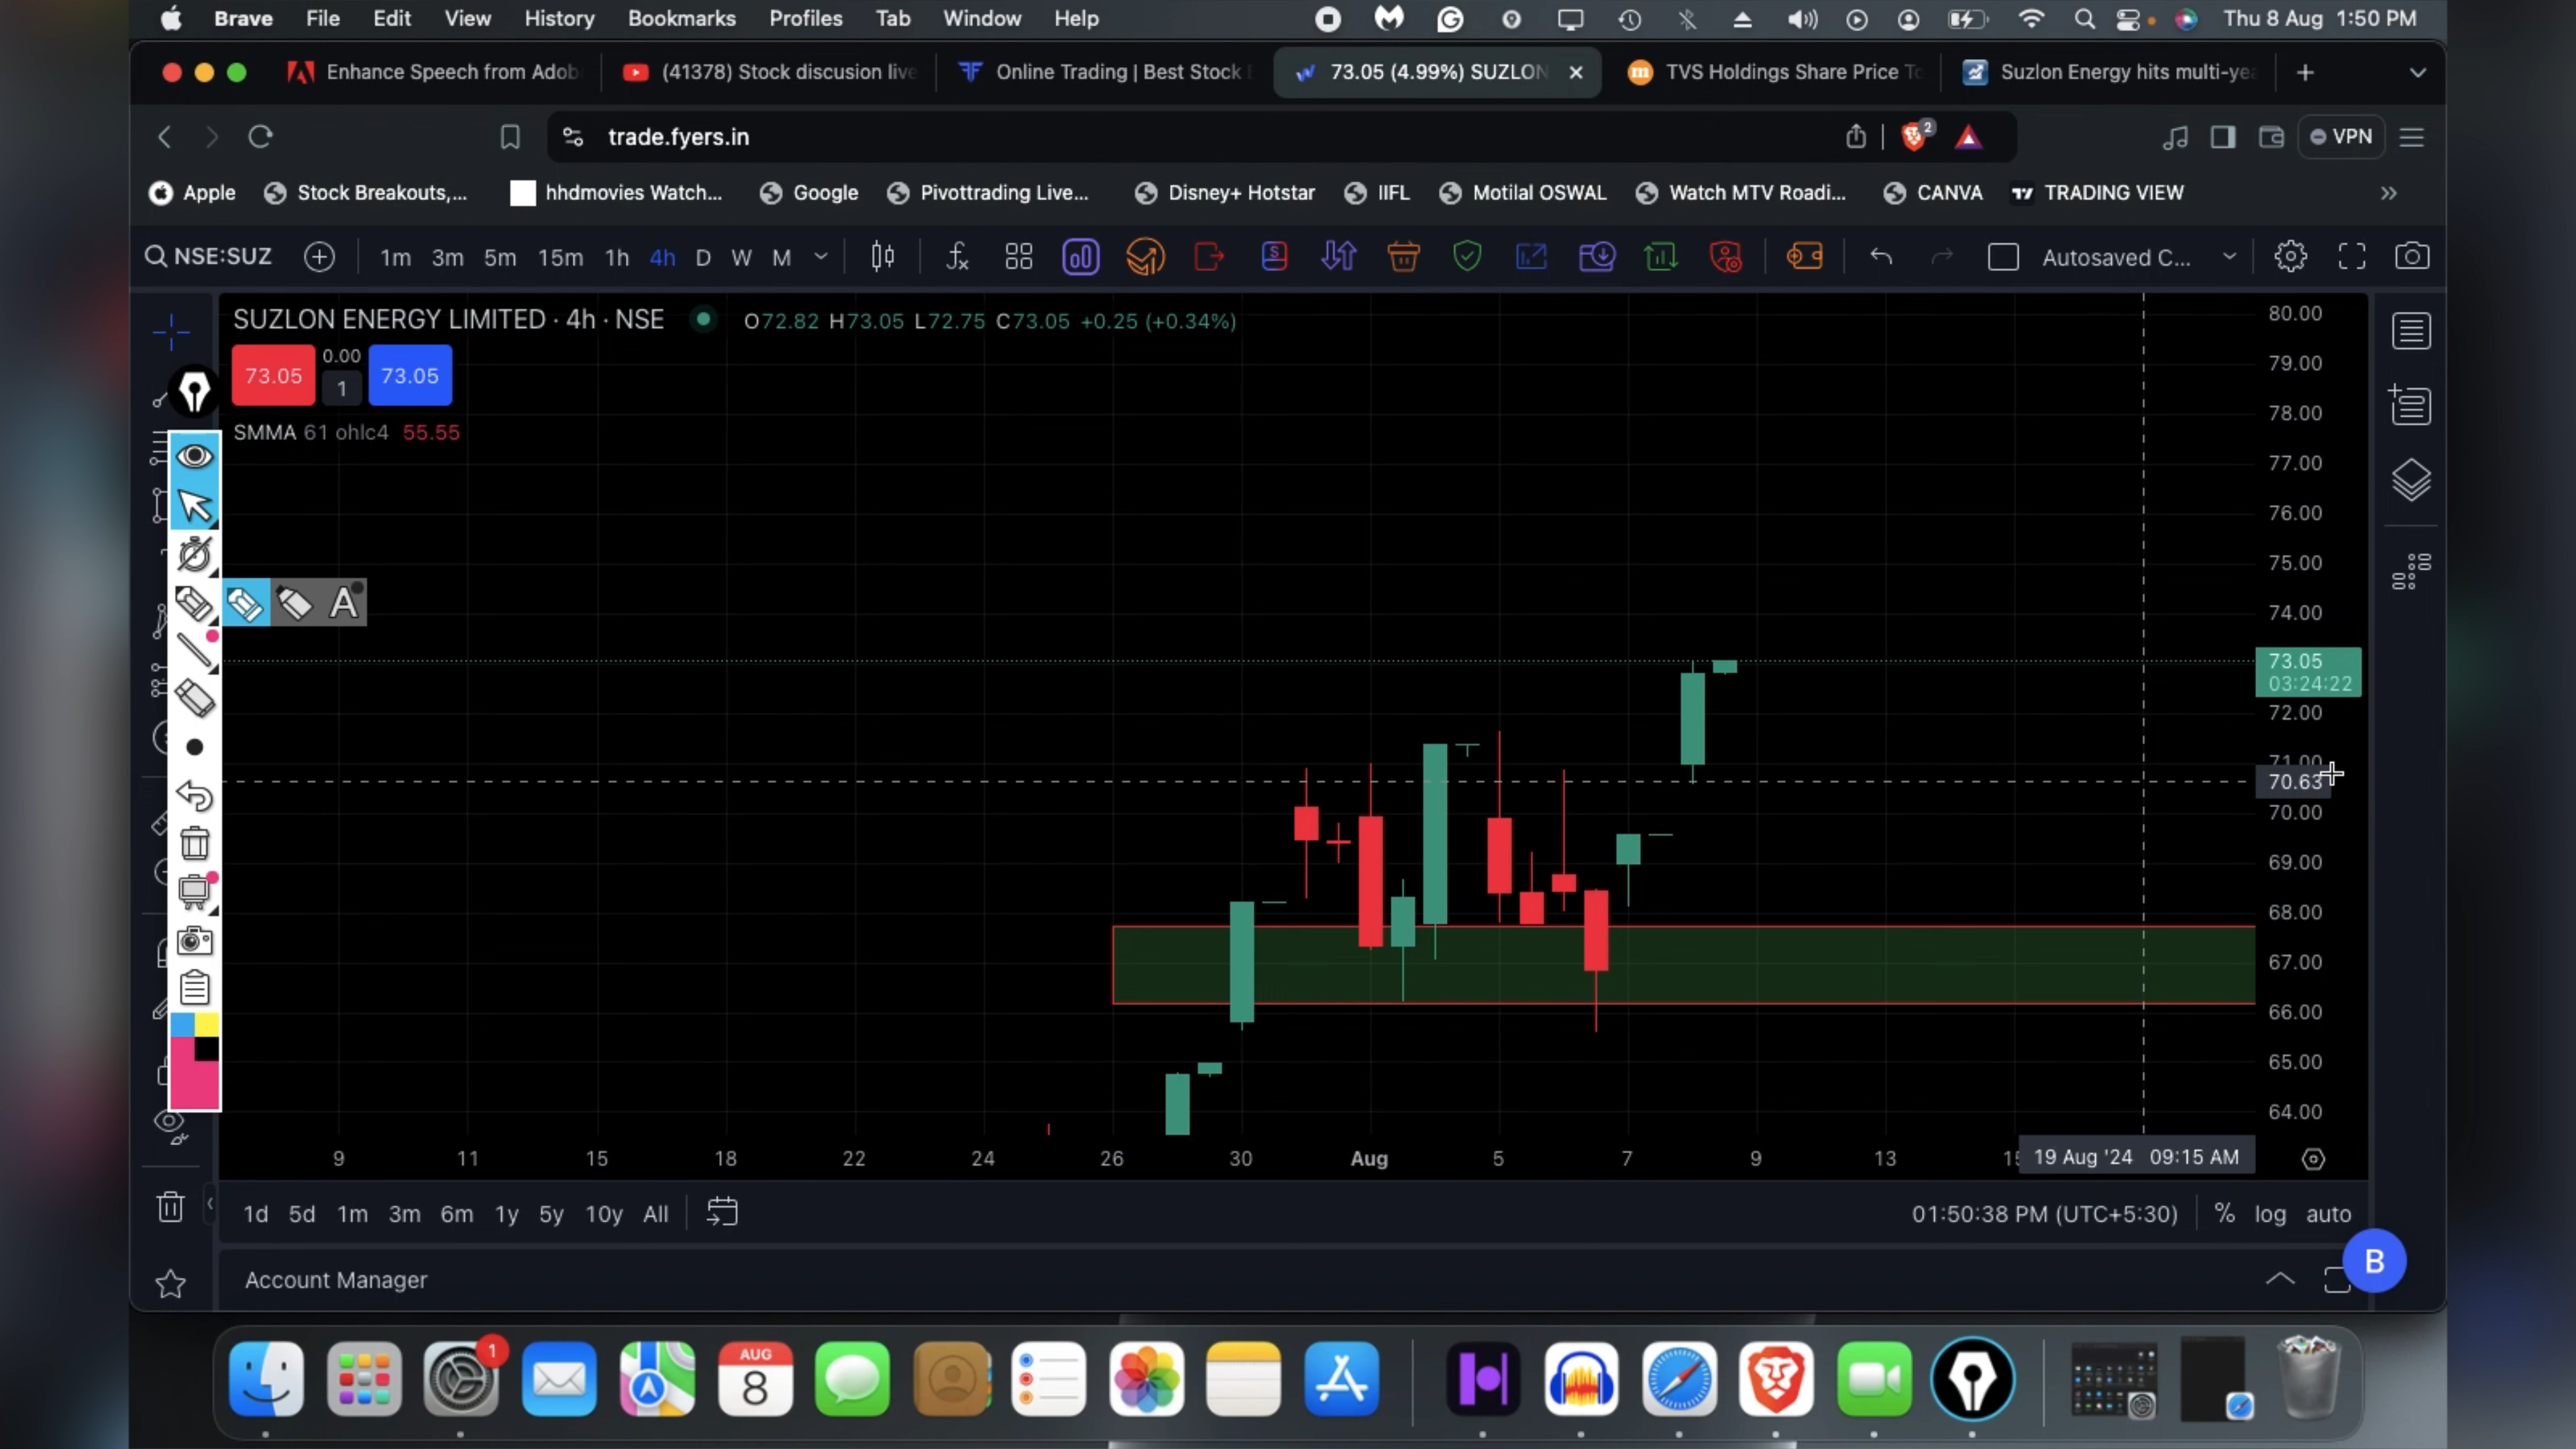 Brave File Edit View History Bookmarks Profiles Tab Window Help Thu 8 Aug 1:50 PM
Enhance Speech from Adob (41378) Stock discusion live Online Trading | Best Stock 73.05 (4.99%) SUZLON TVS Holdings Share Price To Suzlon Energy hits multi-yea
trade.fyers.in 2 VPN
Apple Stock Breakouts,... hhdmovies Watch... Google Pivottrading Live... Disney+ Hotstar IIFL Motilal OSWAL Watch MTV Roadi... CANVA TRADING VIEW
NSE:SUZ 1m 3m 5m 15m 1h 4h D W M Autosaved C...
SUZLON ENERGY LIMITED · 4h · NSE O72.82 H73.05 L72.75 C73.05 +0.25 (+0.34%)
73.05 0.00 1 73.05
SMMA 61 ohlc4 55.55
A
80.00
79.00
78.00
77.00
76.00
75.00
74.00
73.05
03:24:22
72.00
71.00
70.63
70.00
69.00
68.00
67.00
66.00
65.00
64.00
9 11 15 18 22 24 26 30 Aug 5 7 9 13 19 Aug '24 09:15 AM
1d 5d 1m 3m 6m 1y 5y 10y All 01:50:38 PM (UTC+5:30) % log auto
Account Manager B
1 AUG 8